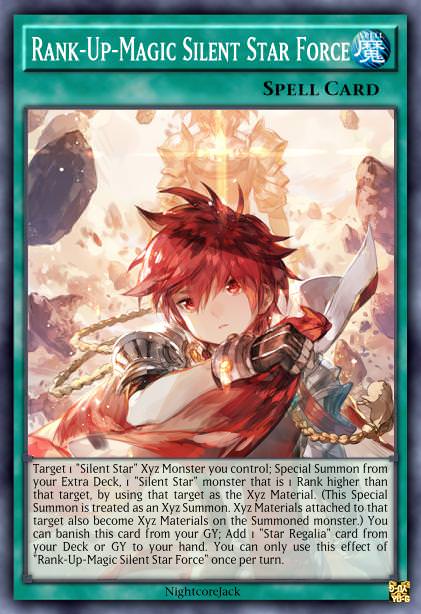 RANK-UP-MAGIC SILENT STAR FORCE
魔
SPELL CARD
Target 1 "Silent Star" Xyz Monster you control; Special Summon from
your Extra Deck, 1 "Silent Star" monster that is 1 Rank higher than
that target, by using that target as the Xyz Material. (This Special
Summon is treated as an Xyz Summon. Xyz Materials attached to
that target also become Xyz Materials on the Summoned monster.) You
can banish this card from your GY; Add 1 "Star Regalia" card from
your Deck or GY to your hand. You can only use this effect of
"Rank-Up-Magic Silent Star Force" once per turn.
NightcoreJack